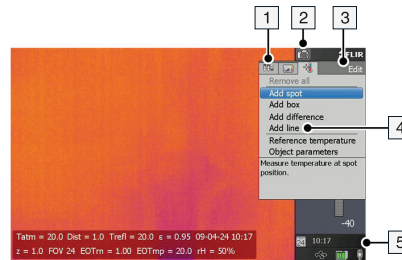 1
2
3
FLIR
Edit
Remove all
Add spot
Add box
Add difference
Add line
4
Reference temperature
Object parameters
Measure temperature at spot
position.
-40
Tatm = 20.0 Dist = 1.0 Trefl = 20.0 ε = 0.95 09-04-24 10:17
z = 1.0 FOV 24 EOTrn = 1.00 EOTmp = 20.0 rH = 50%
24 10:17
5